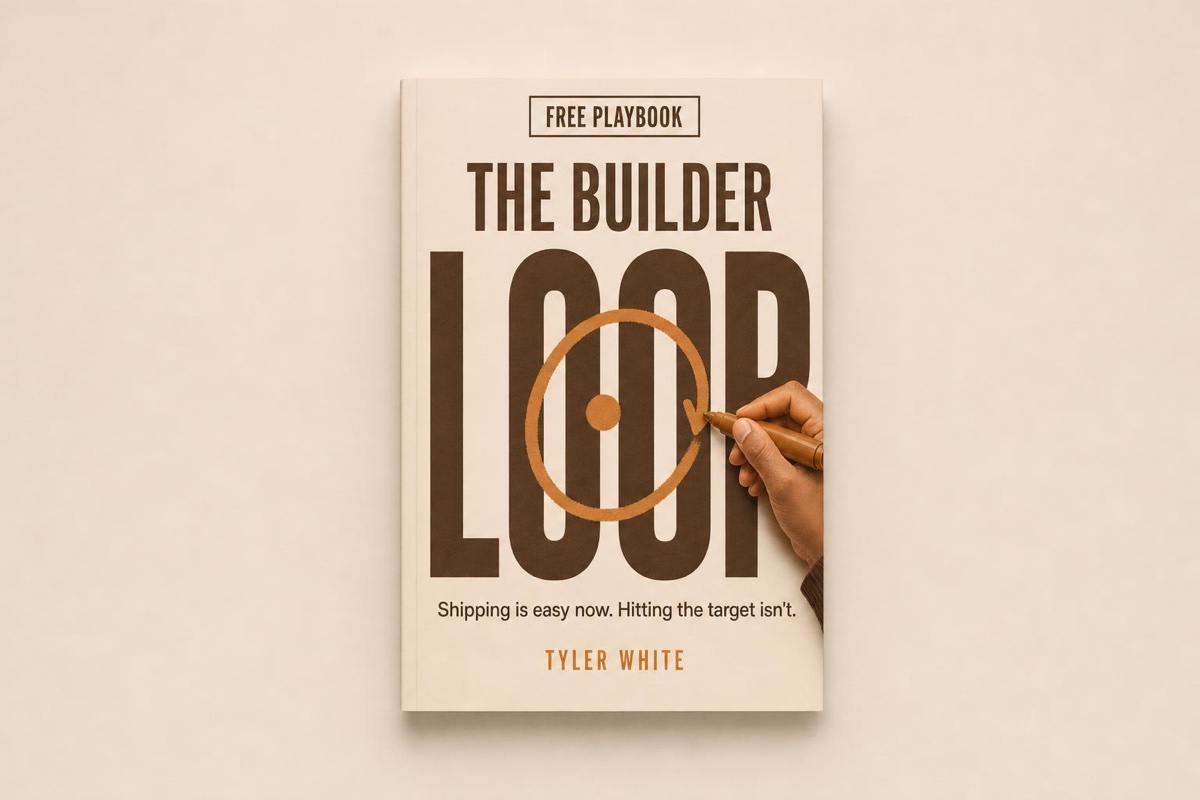 FREE PLAYBOOK
THE BUILDER
LOOP
Shipping is easy now. Hitting the target isn't.
TYLER WHITE